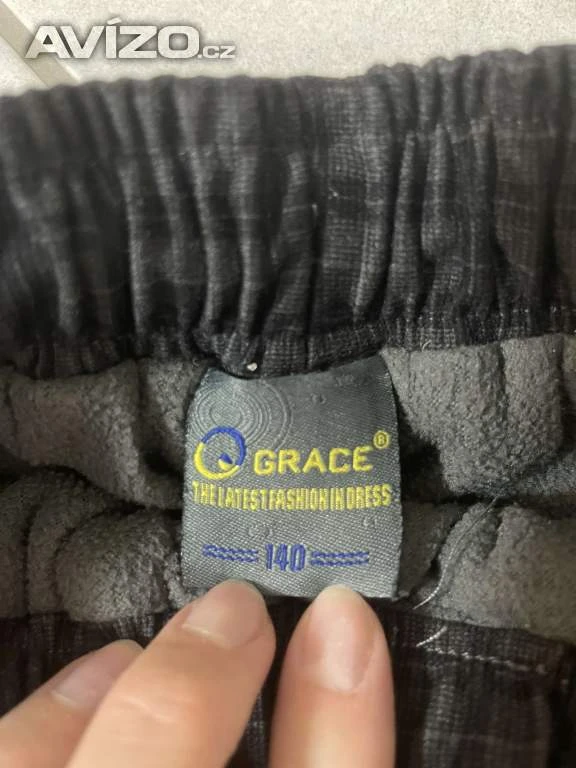 AVÍZO.cz
GRACE®
THE LATEST FASHION IN DRESS
140